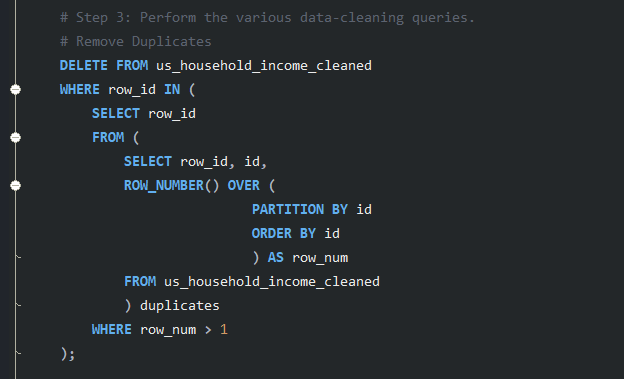 # Step 3: Perform the various data-cleaning queries.
# Remove Duplicates
DELETE FROM us_household_income_cleaned
WHERE row_id IN (
    SELECT row_id
    FROM (
        SELECT row_id, id,
        ROW_NUMBER() OVER (
                        PARTITION BY id
                        ORDER BY id
                        ) AS row_num
        FROM us_household_income_cleaned
        ) duplicates
    WHERE row_num > 1
);